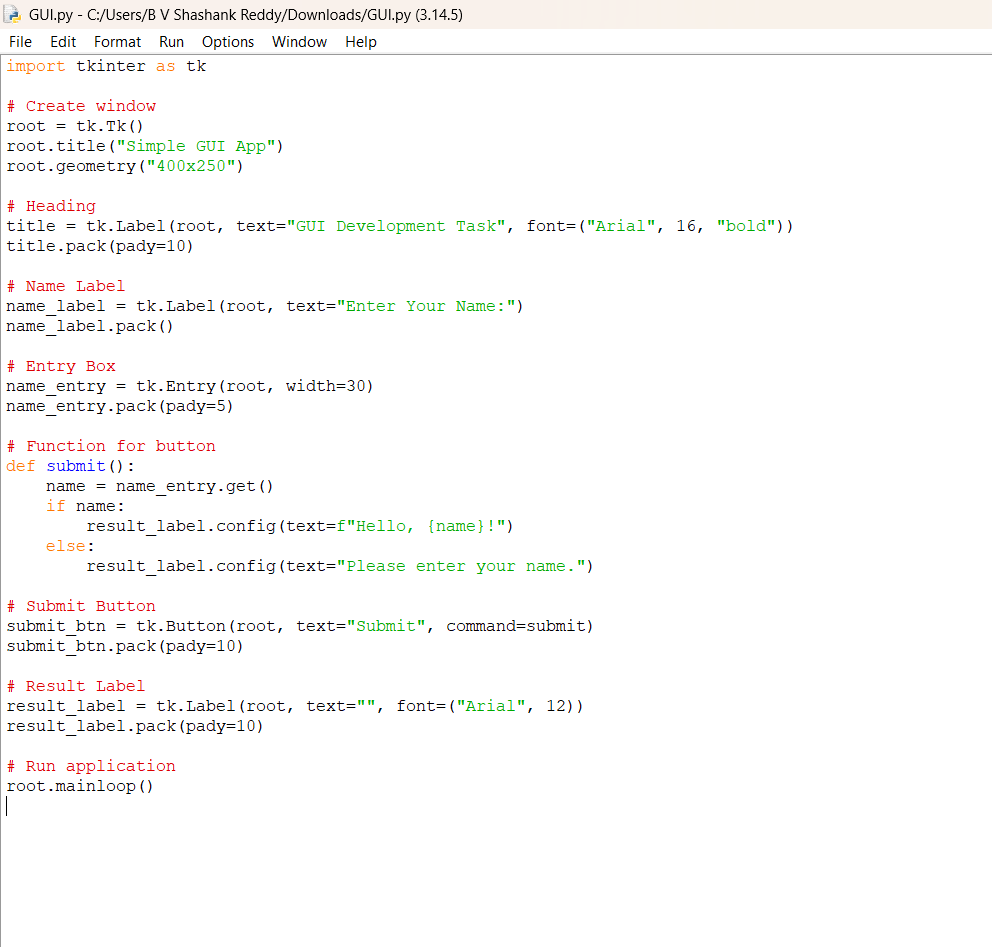 GUI.py - C:/Users/B V Shashank Reddy/Downloads/GUI.py (3.14.5)
File Edit Format Run Options Window Help
import tkinter as tk

# Create window
root = tk.Tk()
root.title("Simple GUI App")
root.geometry("400x250")

# Heading
title = tk.Label(root, text="GUI Development Task", font=("Arial", 16, "bold"))
title.pack(pady=10)

# Name Label
name_label = tk.Label(root, text="Enter Your Name:")
name_label.pack()

# Entry Box
name_entry = tk.Entry(root, width=30)
name_entry.pack(pady=5)

# Function for button
def submit():
    name = name_entry.get()
    if name:
        result_label.config(text=f"Hello, {name}!")
    else:
        result_label.config(text="Please enter your name.")

# Submit Button
submit_btn = tk.Button(root, text="Submit", command=submit)
submit_btn.pack(pady=10)

# Result Label
result_label = tk.Label(root, text="", font=("Arial", 12))
result_label.pack(pady=10)

# Run application
root.mainloop()